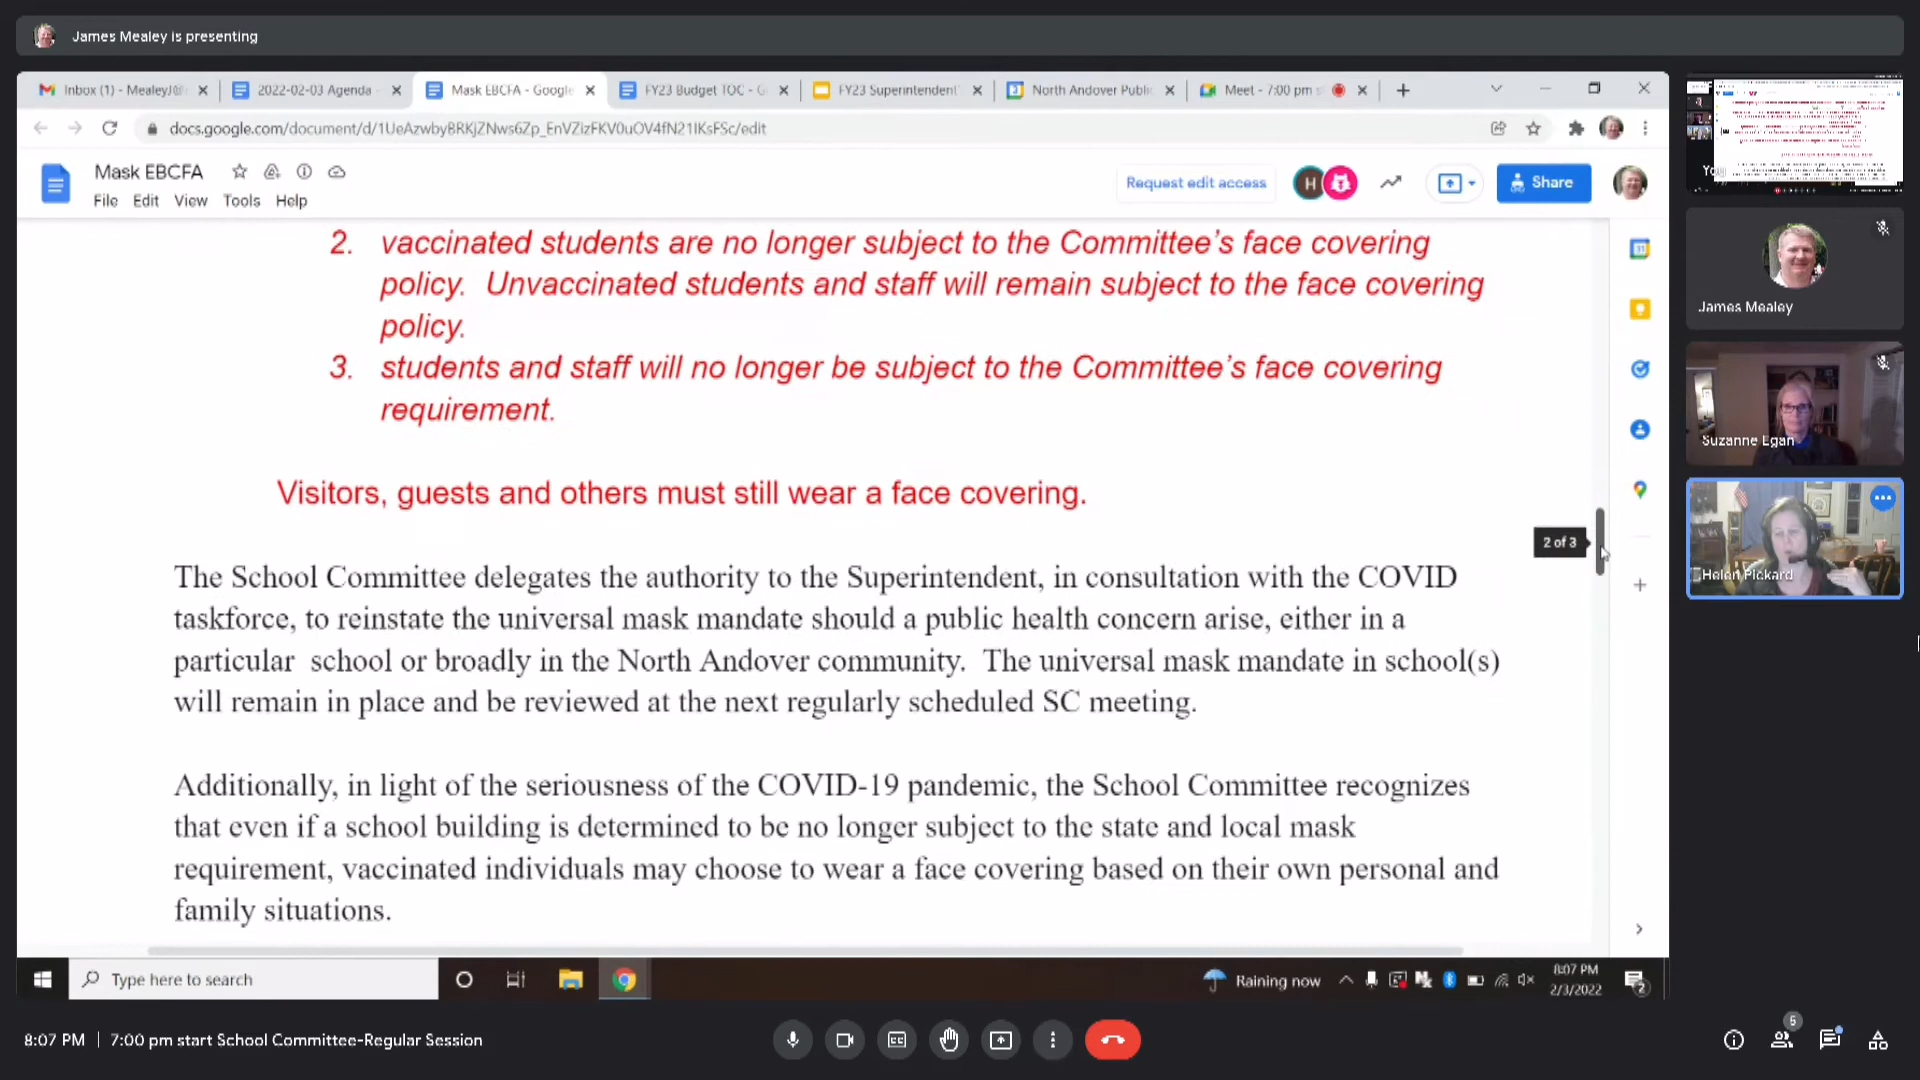 James Mealey is presenting
Inbox (1) - MealeyJ@
2022-02-03 Agenda -
Mask EBCFA - Google
FY23 Budget TOC - G
FY23 Superintendent'
North Andover Public
Meet - 7:00 pm s
docs.google.com/document/d/1UeAzwbyBRKjZNws6Zp_EnVZizFKV0uOV4fN21IKsFSc/edit
Mask EBCFA
File Edit View Tools Help
Request edit access
H
Share
2. vaccinated students are no longer subject to the Committee's face covering
policy. Unvaccinated students and staff will remain subject to the face covering
policy.
3. students and staff will no longer be subject to the Committee's face covering
requirement.
Visitors, guests and others must still wear a face covering.
2 of 3
The School Committee delegates the authority to the Superintendent, in consultation with the COVID
taskforce, to reinstate the universal mask mandate should a public health concern arise, either in a
particular school or broadly in the North Andover community. The universal mask mandate in school(s)
will remain in place and be reviewed at the next regularly scheduled SC meeting.
Additionally, in light of the seriousness of the COVID-19 pandemic, the School Committee recognizes
that even if a school building is determined to be no longer subject to the state and local mask
requirement, vaccinated individuals may choose to wear a face covering based on their own personal and
family situations.
Type here to search
Raining now
8:07 PM
2/3/2022
2
You
James Mealey
Suzanne Egan
Helen Pickard
8:07 PM | 7:00 pm start School Committee-Regular Session
5